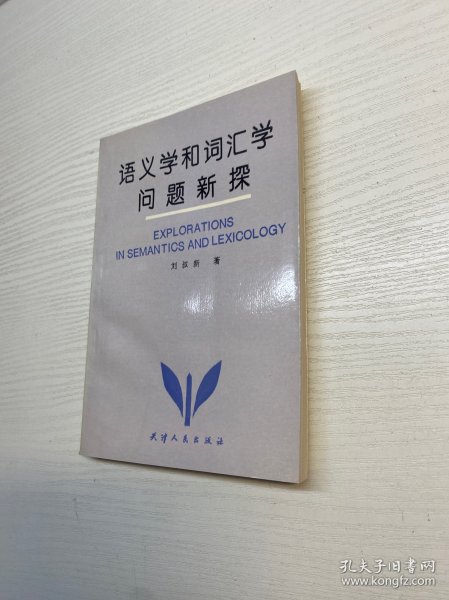 语义学和词汇学
问题新探
EXPLORATIONS
IN SEMANTICS AND LEXICOLOGY
刘叔新 著
天津人民出版社
孔夫子旧书网
www.kongfz.com